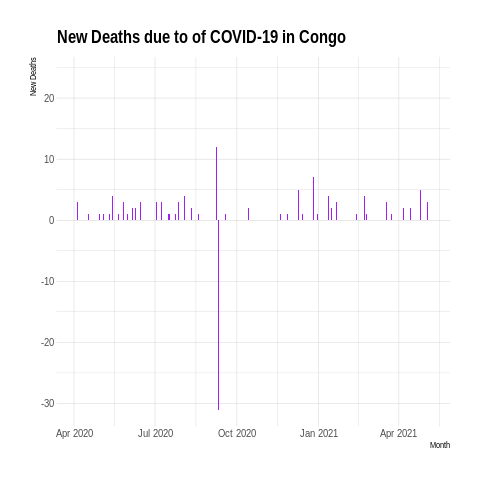 New Deaths due to of COVID-19 in Congo
New Deaths
20
10
0
-10
-20
-30
Apr 2020 Jul 2020 Oct 2020 Jan 2021 Apr 2021
Month